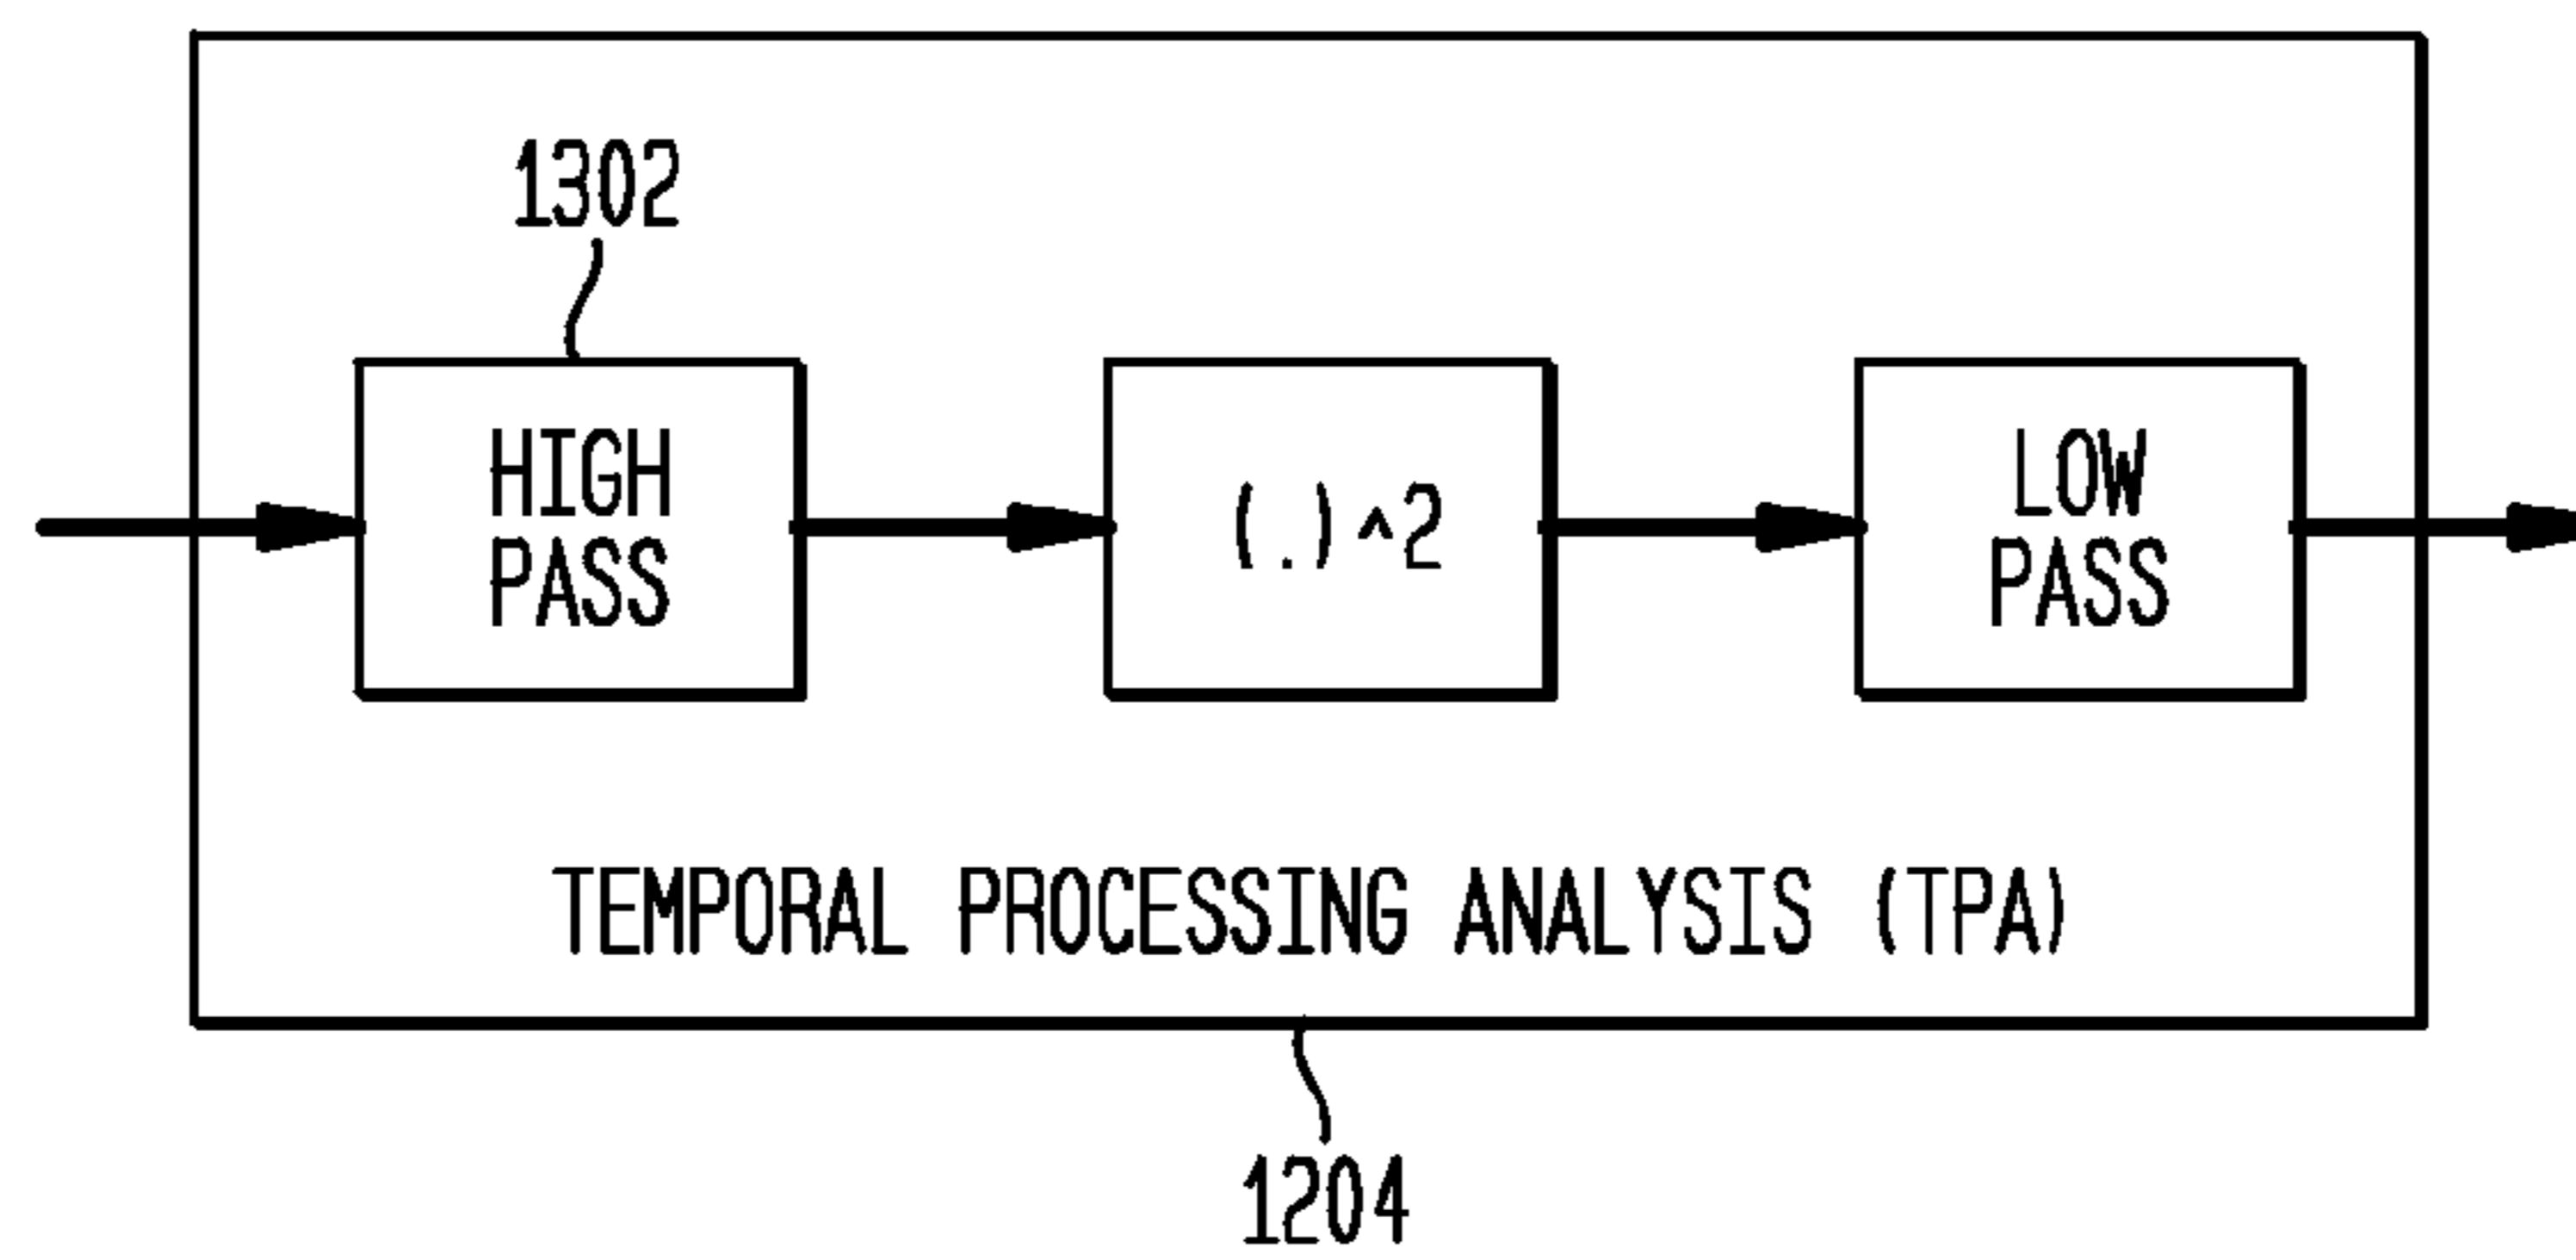 1302
HIGH
PASS
(.)^2
LOW
PASS
TEMPORAL PROCESSING ANALYSIS (TPA)
1204